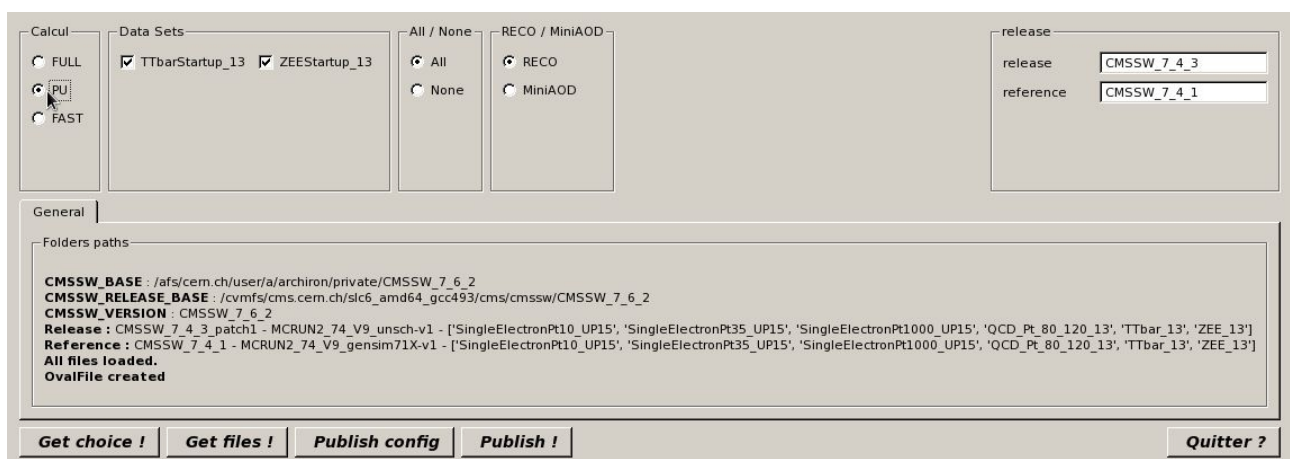 Calcul
FULL
PU
FAST
Data Sets
TTbarStartup_13 ZEEStartup_13
All / None
All
None
RECO / MiniAOD
RECO
MiniAOD
release
release CMSSW_7_4_3
reference CMSSW_7_4_1
General
Folders paths
CMSSW_BASE : /afs/cern.ch/user/a/archiron/private/CMSSW_7_6_2
CMSSW_RELEASE_BASE : /cvmfs/cms.cern.ch/slc6_amd64_gcc493/cms/cmssw/CMSSW_7_6_2
CMSSW_VERSION : CMSSW_7_6_2
Release : CMSSW_7_4_3_patch1 - MCRUN2_74_V9_unsch-v1 - ['SingleElectronPt10_UP15', 'SingleElectronPt35_UP15', 'SingleElectronPt1000_UP15', 'QCD_Pt_80_120_13', 'TTbar_13', 'ZEE_13']
Reference : CMSSW_7_4_1 - MCRUN2_74_V9_gensim71X-v1 - ['SingleElectronPt10_UP15', 'SingleElectronPt35_UP15', 'SingleElectronPt1000_UP15', 'QCD_Pt_80_120_13', 'TTbar_13', 'ZEE_13']
All files loaded.
OvalFile created
Get choice ! Get files ! Publish config Publish ! Quitter ?